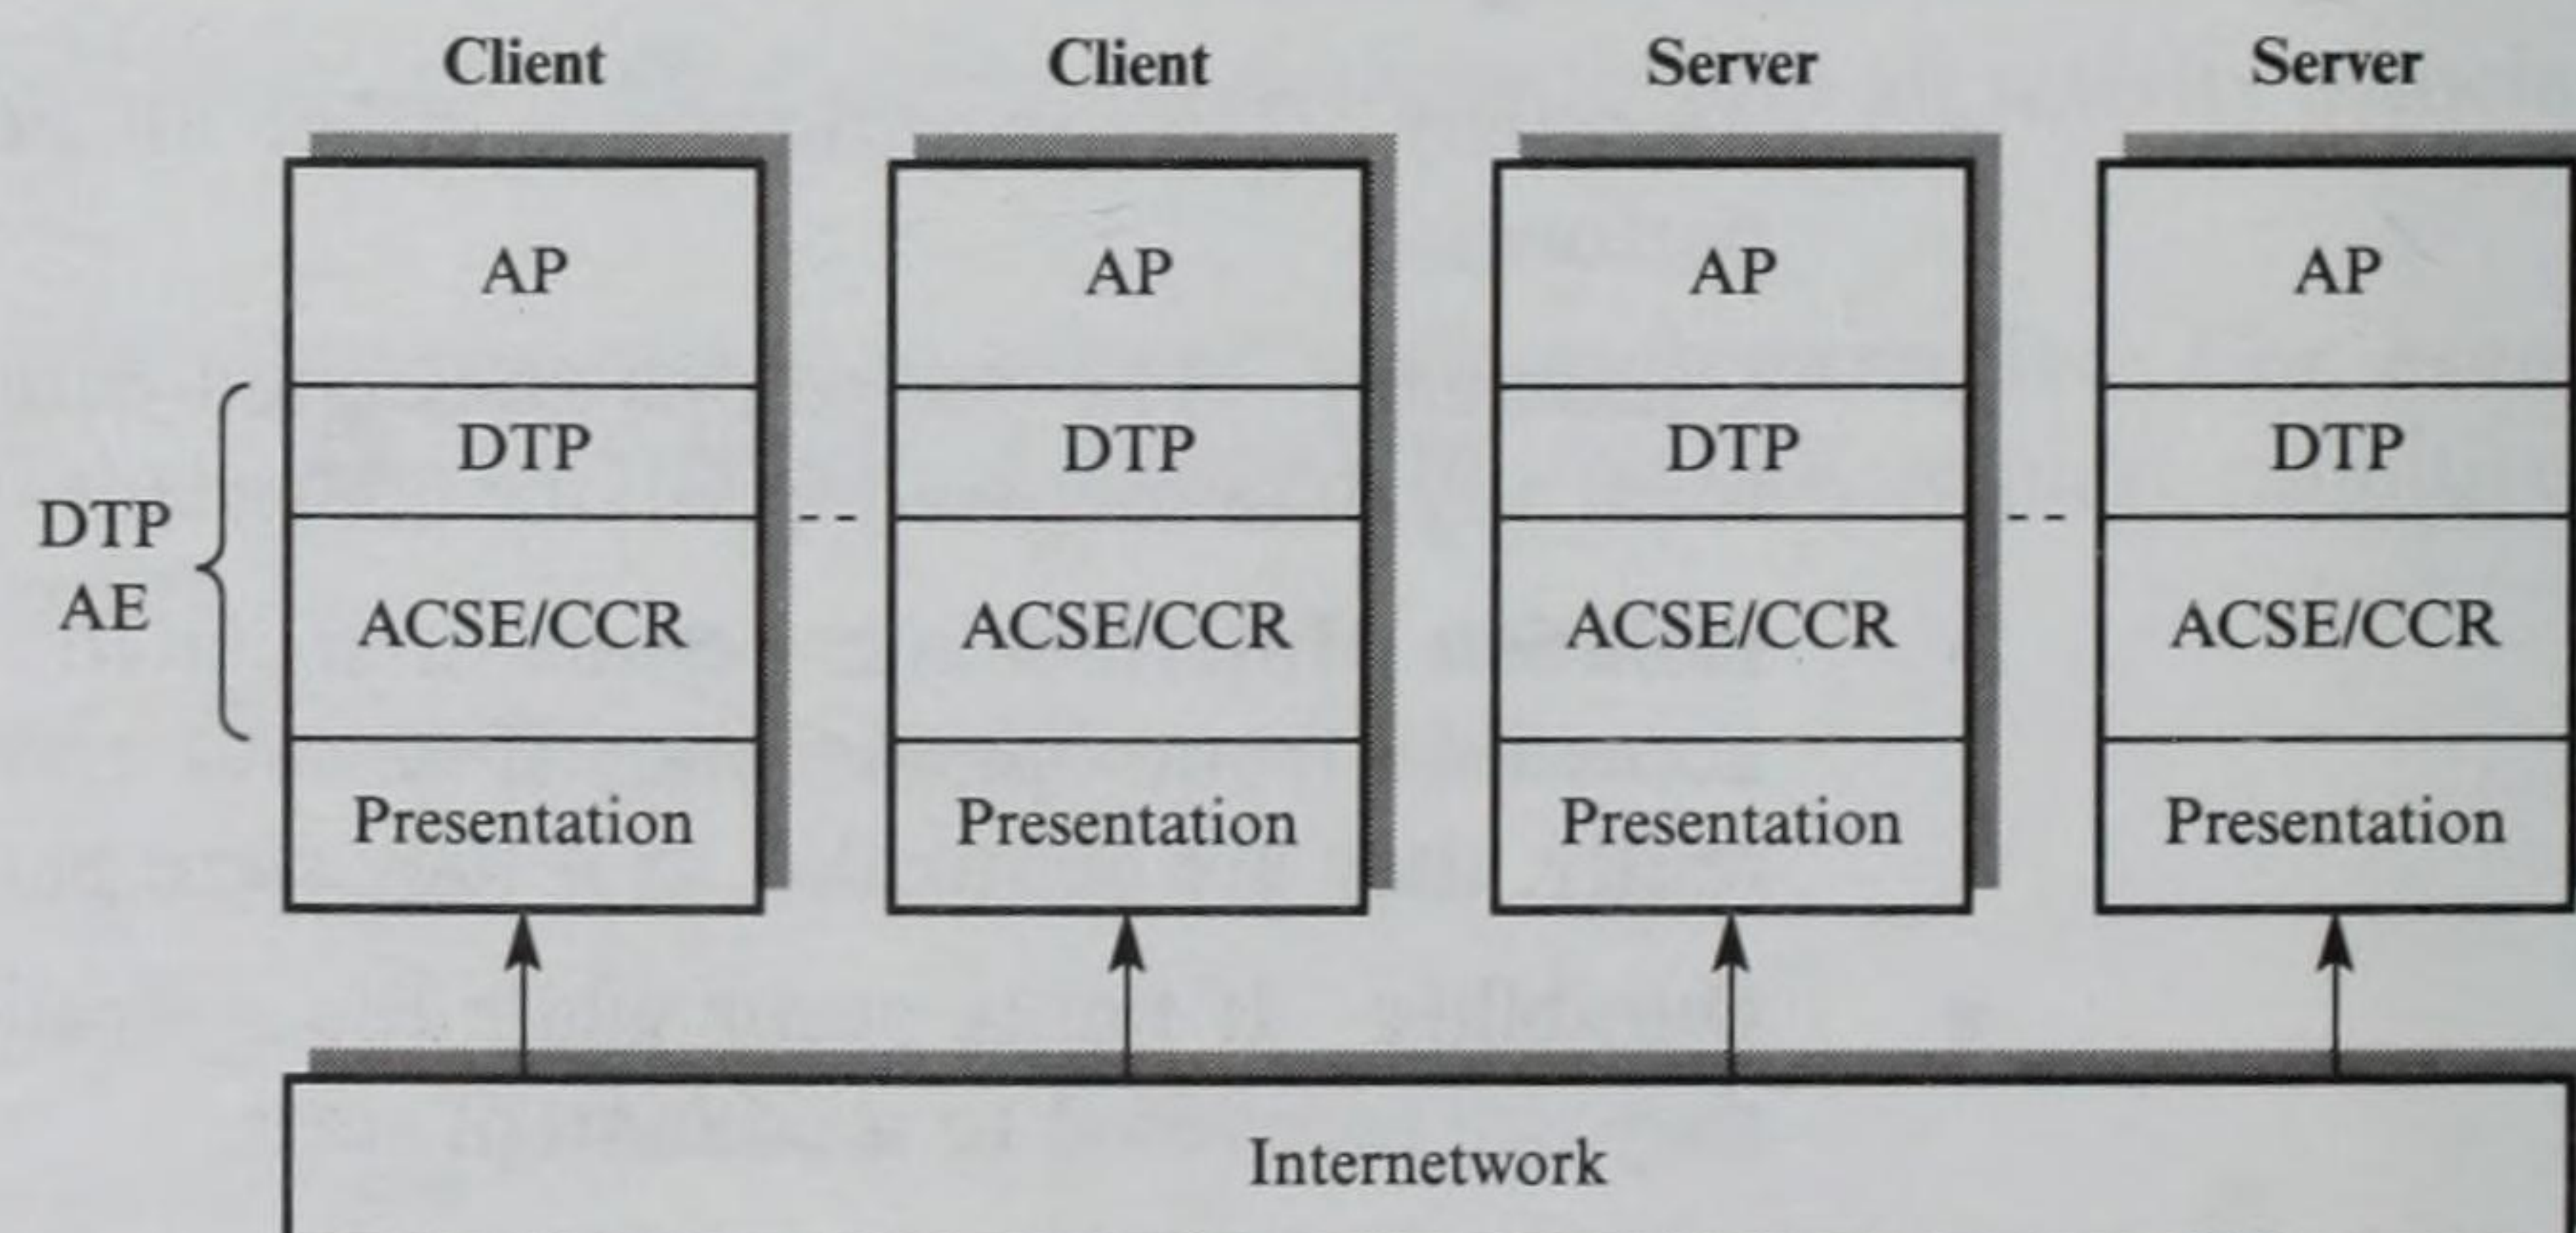 Client Client Server Server
AP AP AP AP
DTP DTP DTP DTP
DTP
AE
ACSE/CCR ACSE/CCR ACSE/CCR ACSE/CCR
Presentation Presentation Presentation Presentation
Internetwork